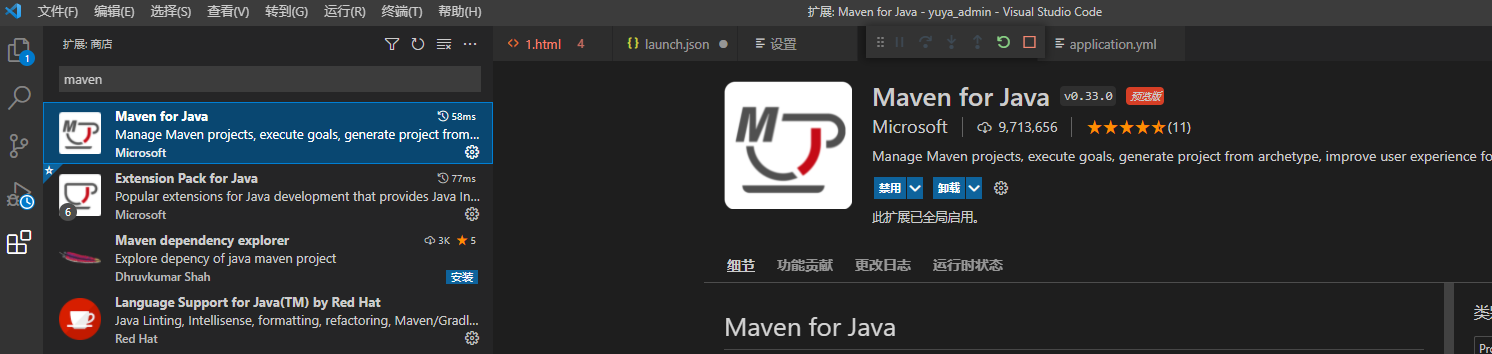 文件(F) 编辑(E) 选择(S) 查看(V) 转到(G) 运行(R) 终端(T) 帮助(H) 扩展: Maven for Java - yuya_admin - Visual Studio Code
扩展: 商店
1.html 4 launch.json 设置 application.yml
maven
Maven for Java 58ms
Manage Maven projects, execute goals, generate project from...
Microsoft
Extension Pack for Java 77ms
Popular extensions for Java development that provides Java In...
6 Microsoft
Maven dependency explorer 3K 5
Explore depency of java maven project
Dhruvkumar Shah 安装
Language Support for Java(TM) by Red Hat
Java Linting, Intellisense, formatting, refactoring, Maven/Gradl...
Red Hat
1
Maven for Java v0.33.0 预览版
Microsoft 9,713,656 (11)
Manage Maven projects, execute goals, generate project from archetype, improve user experience fo
禁用 卸载
此扩展已全局启用。
细节 功能贡献 更改日志 运行时状态
Maven for Java
类别
Pro